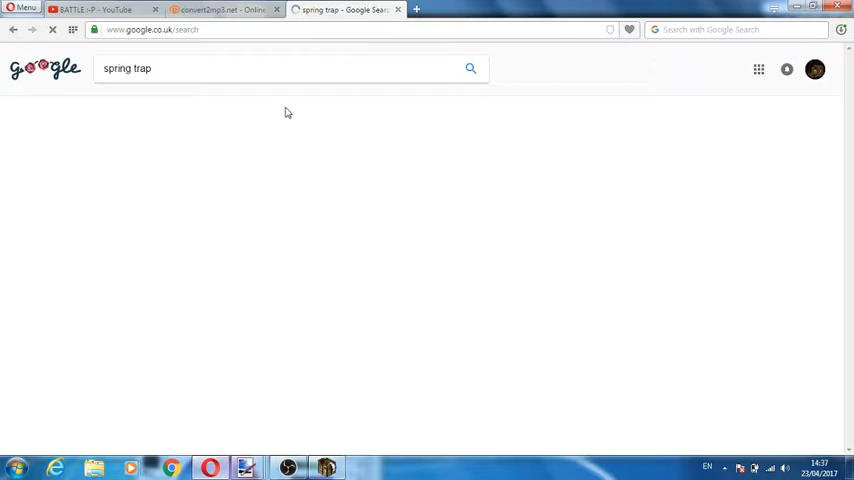 Menu BATTLE :-P - YouTube convert2mp3.net - Online spring trap - Google Sear
www.google.co.uk/search Search with Google Search
Google spring trap
EN 14:37
23/04/2017